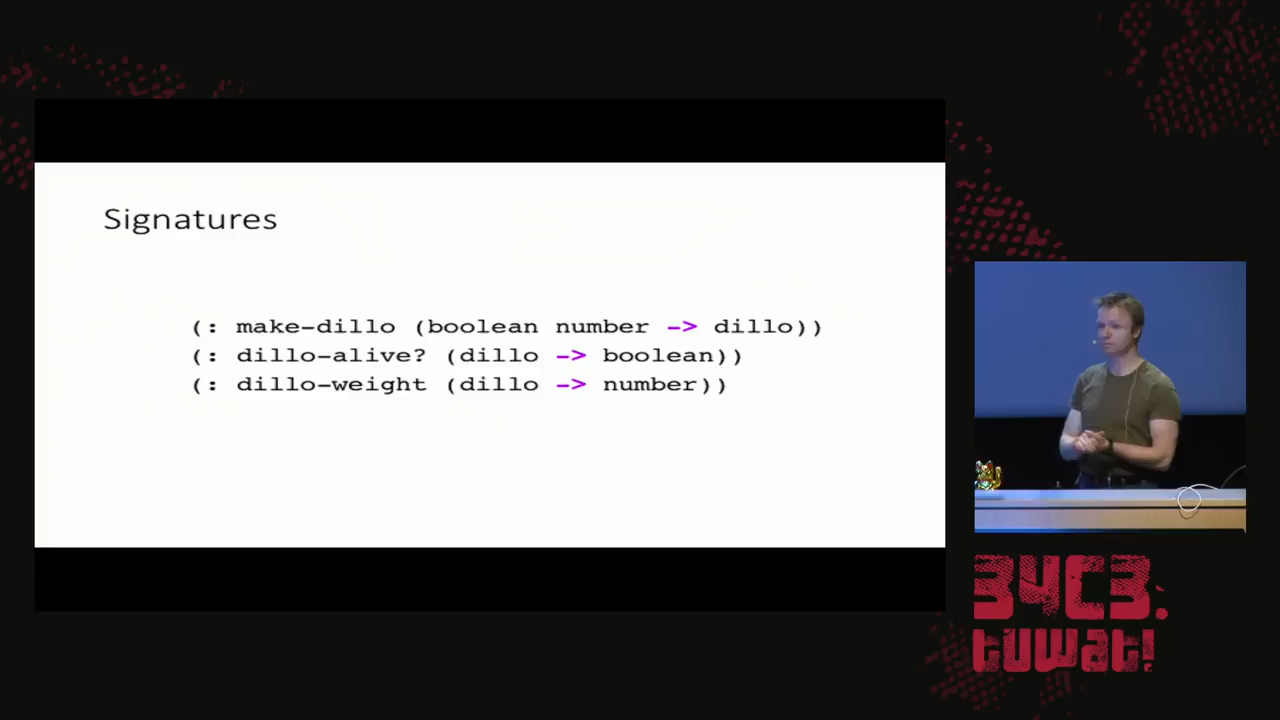 Signatures
(: make-dillo (boolean number -> dillo))
(: dillo-alive? (dillo -> boolean))
(: dillo-weight (dillo -> number))
34C3.
tuwat!